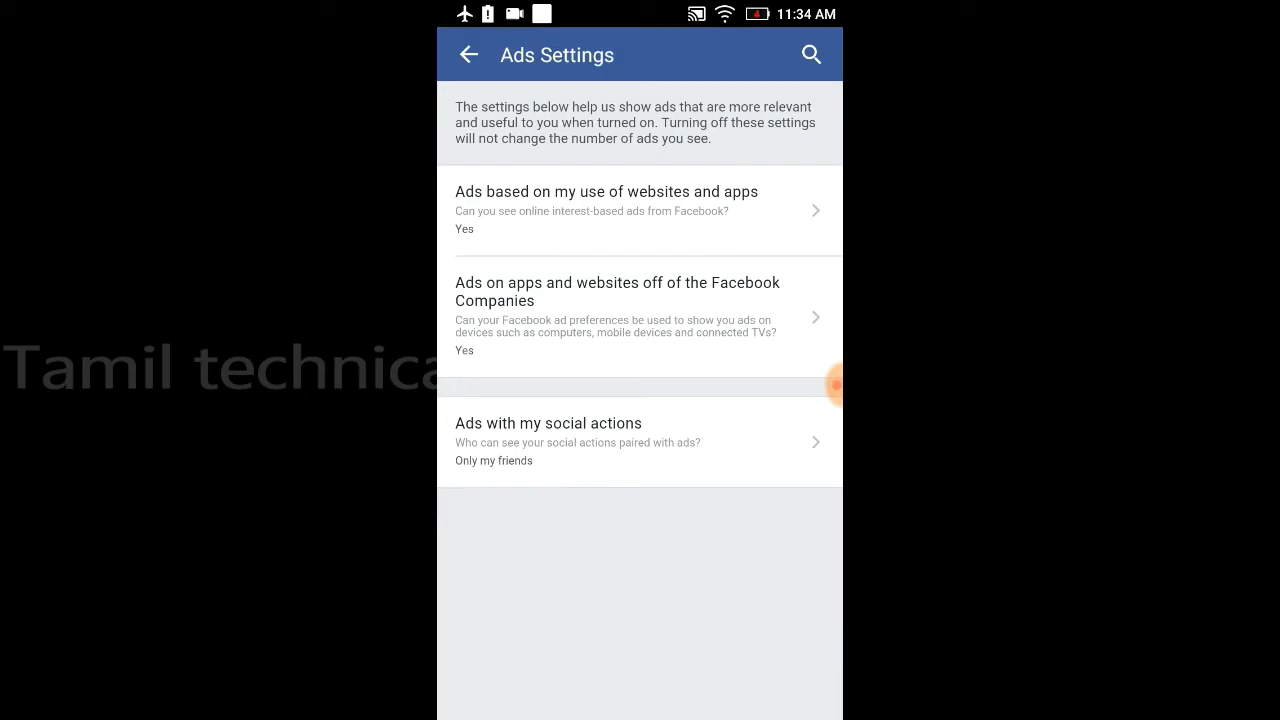 11:34 AM
Ads Settings
The settings below help us show ads that are more relevant
and useful to you when turned on. Turning off these settings
will not change the number of ads you see.
Ads based on my use of websites and apps
Can you see online interest-based ads from Facebook?
Yes
Ads on apps and websites off of the Facebook
Companies
Can your Facebook ad preferences be used to show you ads on
devices such as computers, mobile devices and connected TVs?
Yes
Tamil technica
Ads with my social actions
Who can see your social actions paired with ads?
Only my friends